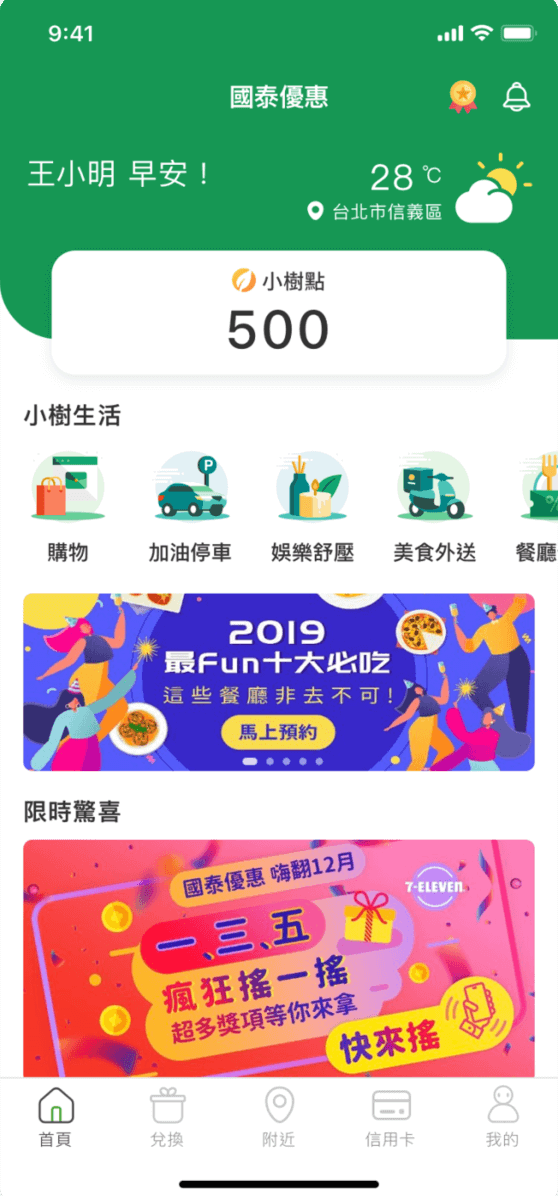 9:41
國泰優惠
王小明 早安！
28 ℃
台北市信義區
小樹點
500
小樹生活
P
購物
加油停車
娛樂舒壓
美食外送
餐廳
2019
最Fun十大必吃
這些餐廳非去不可！
馬上預約
限時驚喜
國泰優惠 嗨翻12月
7-ELEVEN
一、三、五
瘋狂搖一搖
超多獎項等你來拿
快來搖
首頁
兌換
附近
信用卡
我的